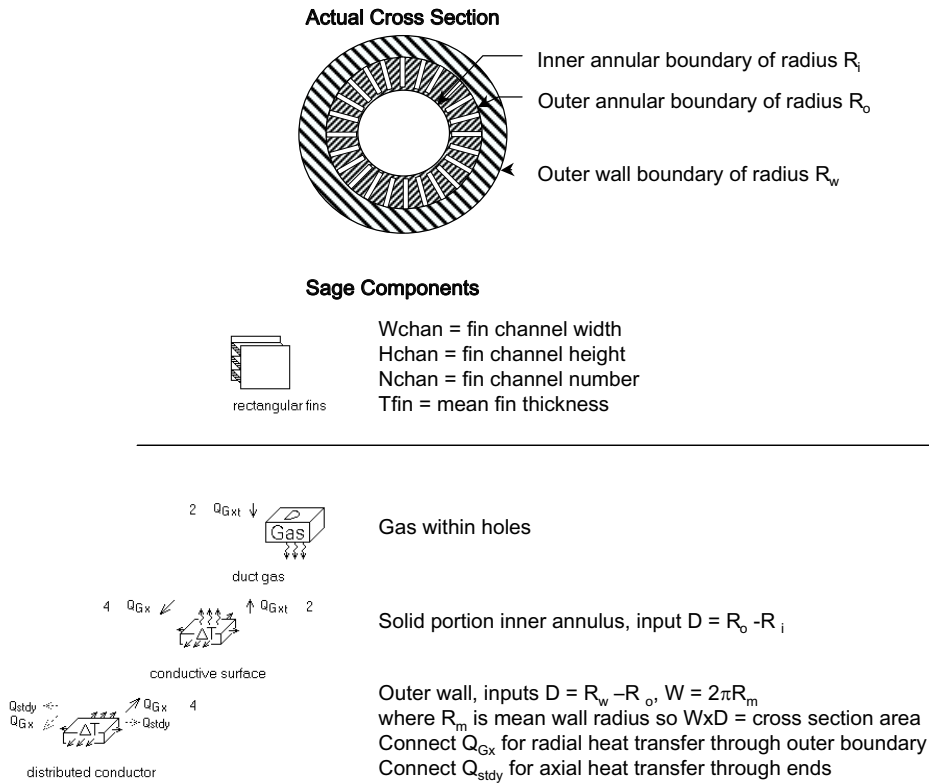 Actual Cross Section
Inner annular boundary of radius Ri
Outer annular boundary of radius Ro
Outer wall boundary of radius Rw
Sage Components
Wchan = fin channel width
Hchan = fin channel height
Nchan = fin channel number
Tfin = mean fin thickness
rectangular fins
2 QGxt
Gas
Gas within holes
duct gas
4 QGx
QGxt 2
ΔT
Solid portion inner annulus, input D = Ro -R i
conductive surface
Outer wall, inputs D = Rw –R o, W = 2πRm
where Rm is mean wall radius so WxD = cross section area
Connect QGx for radial heat transfer through outer boundary
Connect Qstdy for axial heat transfer through ends
Qstdy
QGx 4
QGx
ΔT
Qstdy
distributed conductor